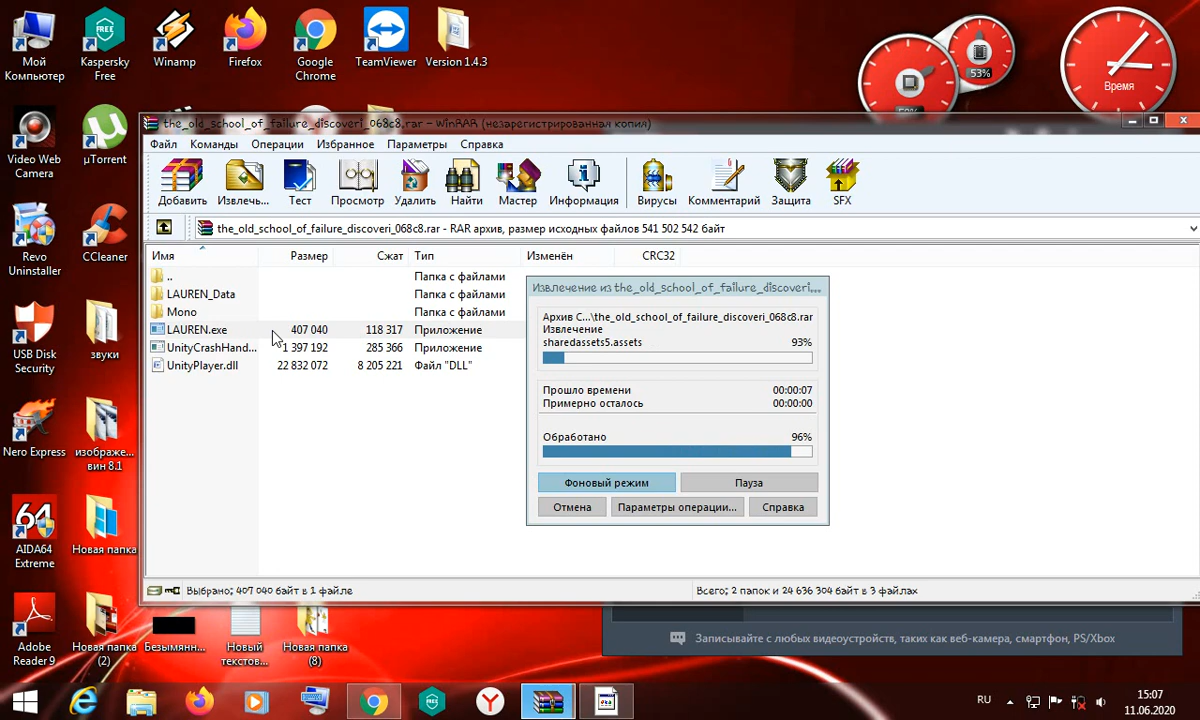 Мой
Компьютер
Kaspersky
Free
FREE
Winamp
Firefox
Google
Chrome
TeamViewer
Version 1.4.3
53%
Время
Video Web
Camera
µTorrent
Revo
Uninstaller
CCleaner
USB Disk
Security
звуки
Nero Express
изображе...
вин 8.1
64
AIDA64
Extreme
Новая папка
Adobe
Reader 9
Новая папка
(2)
Безымянн...
Новый
текстов...
Новая папка
(8)
the_old_school_of_failure_discoveri_068c8.rar - WinRAR (незарегистрированная копия)
Файл Команды Операции Избранное Параметры Справка
Добавить Извлечь... Тест Просмотр Удалить Найти Мастер Информация Вирусы Комментарий Защита SFX
the_old_school_of_failure_discoveri_068c8.rar - RAR архив, размер исходных файлов 541 502 542 байт
Имя Размер Сжат Тип Изменён CRC32
.. Папка с файлами
LAUREN_Data Папка с файлами
Mono Папка с файлами
LAUREN.exe 407 040 118 317 Приложение
UnityCrashHand... 1 397 192 285 366 Приложение
UnityPlayer.dll 22 832 072 8 205 221 Файл "DLL"
Извлечение из the_old_school_of_failure_discoveri...
Архив C...\the_old_school_of_failure_discoveri_068c8.rar
Извлечение
sharedassets5.assets 93%
Прошло времени 00:00:07
Примерно осталось 00:00:00
Обработано 96%
Фоновый режим Пауза
Отмена Параметры операции... Справка
Выбрано: 407 040 байт в 1 файле
Всего: 2 папок и 24 636 304 байт в 3 файлах
Записывайте с любых видеоустройств, таких как веб-камера, смартфон, PS/Xbox
RU
15:07
11.06.2020